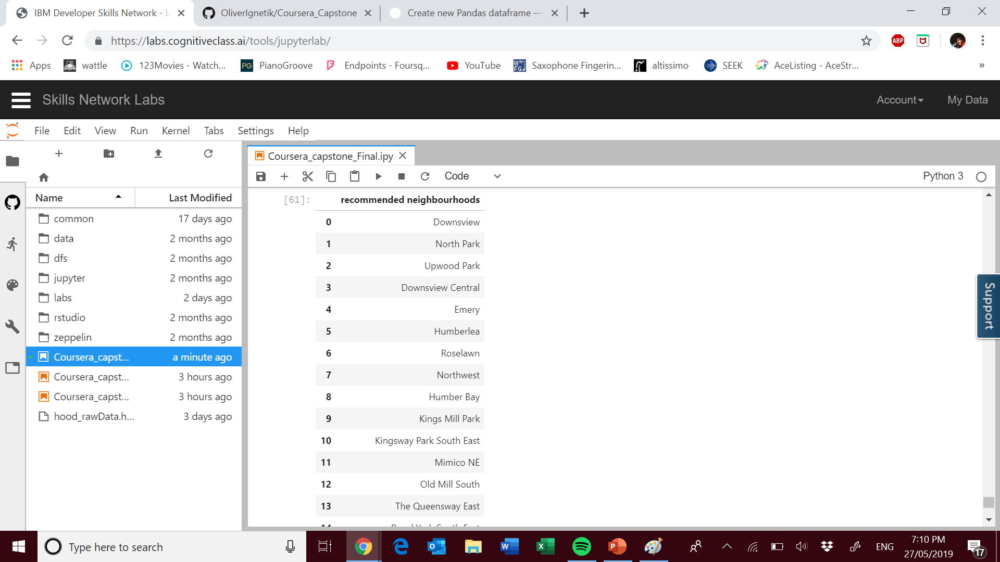 IBM Developer Skills Network - L
OliverIgnetik/Coursera_Capstone
Create new Pandas dataframe —
https://labs.cognitiveclass.ai/tools/jupyterlab/
ABP
Apps
wattle
123Movies - Watch...
PG
PianoGroove
Endpoints - Foursq...
YouTube
Saxophone Fingerin...
altissimo
SEEK
AceListing - AceStr...
»
Skills Network Labs
Account
My Data
File Edit View Run Kernel Tabs Settings Help
Name Last Modified
common 17 days ago
data 2 months ago
dfs 2 months ago
jupyter 2 months ago
labs 2 days ago
rstudio 2 months ago
zeppelin 2 months ago
Coursera_capst... a minute ago
Coursera_capst... 3 hours ago
Coursera_capst... 3 hours ago
hood_rawData.h... 3 days ago
Coursera_capstone_Final.ipy
Code
Python 3
[61]: recommended neighbourhoods
0 Downsview
1 North Park
2 Upwood Park
3 Downsview Central
4 Emery
5 Humberlea
6 Roselawn
7 Northwest
8 Humber Bay
9 Kings Mill Park
10 Kingsway Park South East
11 Mimico NE
12 Old Mill South
13 The Queensway East
Support
Type here to search
ENG
7:10 PM
27/05/2019
17